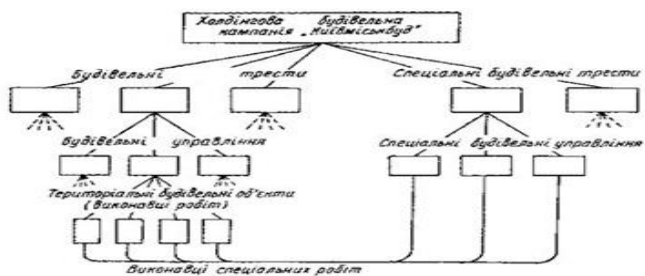 Холдінгова будівельна
кампанія „Київміськбуд"
Будівельні трести
Спеціальні будівельні трести
Будівельні управління
Спеціальні будівельні управління
Територіальні будівельні об'єкти
(виконавці робіт)
Виконавці спеціальних робіт